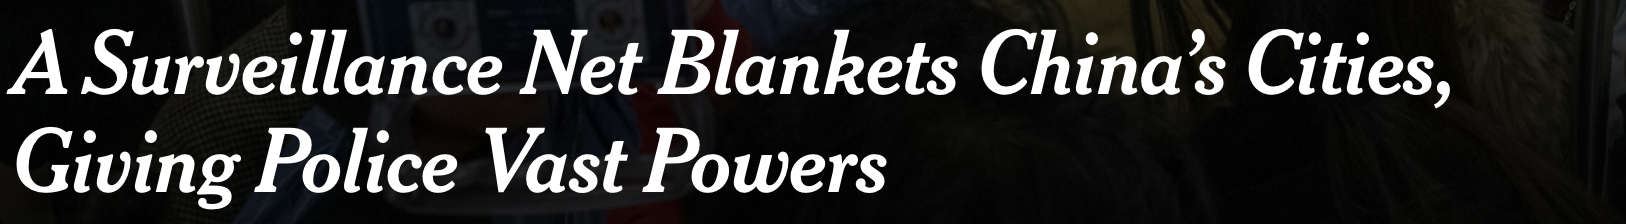 A Surveillance Net Blankets China’s Cities,
Giving Police Vast Powers